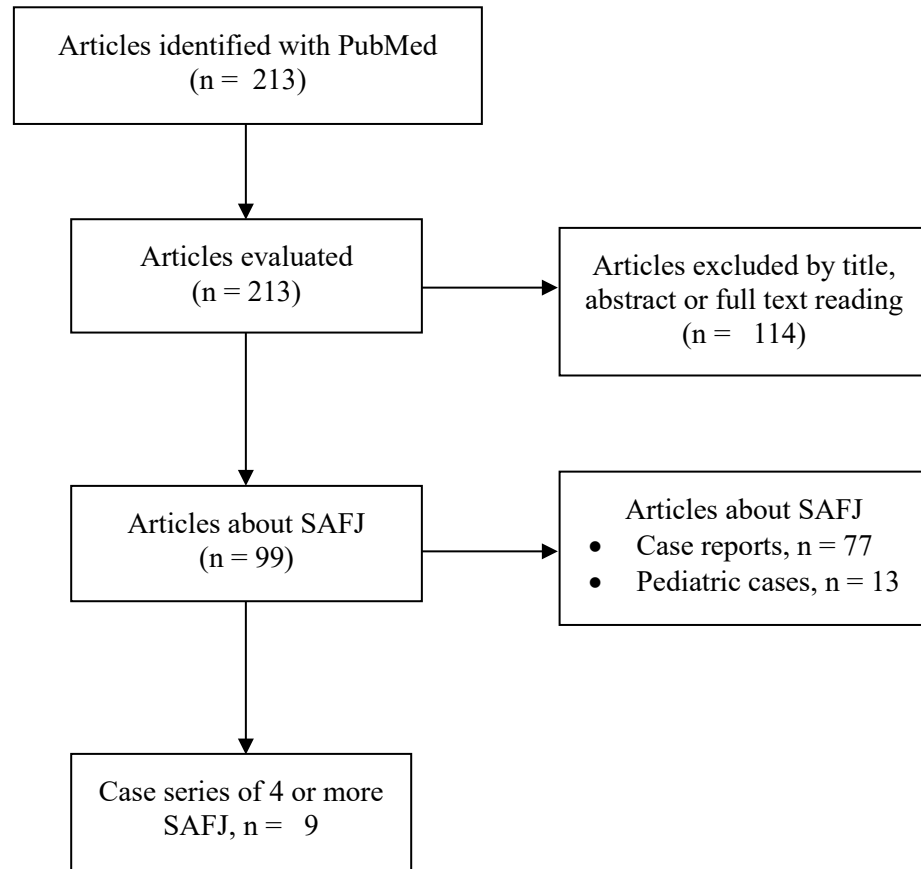 Articles identified with PubMed
(n = 213)
Articles evaluated
(n = 213)
Articles excluded by title,
abstract or full text reading
(n = 114)
Articles about SAFJ
(n = 99)
Articles about SAFJ
• Case reports, n = 77
• Pediatric cases, n = 13
Case series of 4 or more
SAFJ, n = 9